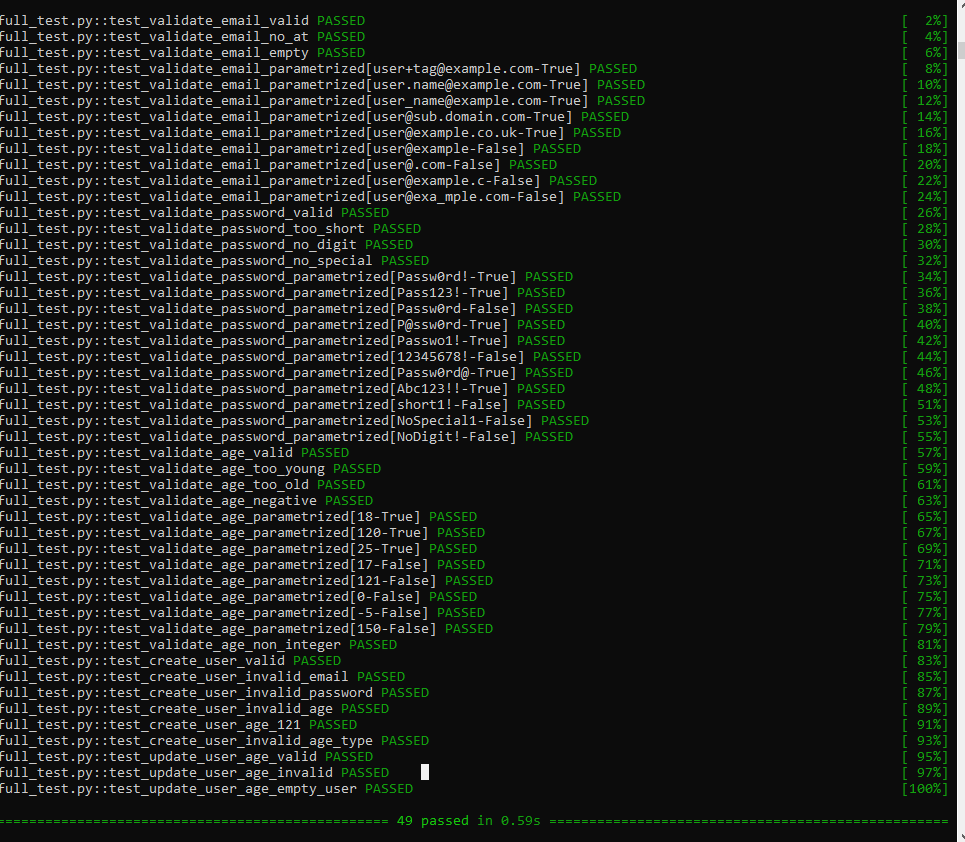 full_test.py::test_validate_email_valid PASSED [  2%]
full_test.py::test_validate_email_no_at PASSED [  4%]
full_test.py::test_validate_email_empty PASSED [  6%]
full_test.py::test_validate_email_parametrized[user+tag@example.com-True] PASSED [  8%]
full_test.py::test_validate_email_parametrized[user.name@example.com-True] PASSED [ 10%]
full_test.py::test_validate_email_parametrized[user_name@example.com-True] PASSED [ 12%]
full_test.py::test_validate_email_parametrized[user@sub.domain.com-True] PASSED [ 14%]
full_test.py::test_validate_email_parametrized[user@example.co.uk-True] PASSED [ 16%]
full_test.py::test_validate_email_parametrized[user@example-False] PASSED [ 18%]
full_test.py::test_validate_email_parametrized[user@.com-False] PASSED [ 20%]
full_test.py::test_validate_email_parametrized[user@example.c-False] PASSED [ 22%]
full_test.py::test_validate_email_parametrized[user@exa_mple.com-False] PASSED [ 24%]
full_test.py::test_validate_password_valid PASSED [ 26%]
full_test.py::test_validate_password_too_short PASSED [ 28%]
full_test.py::test_validate_password_no_digit PASSED [ 30%]
full_test.py::test_validate_password_no_special PASSED [ 32%]
full_test.py::test_validate_password_parametrized[Passw0rd!-True] PASSED [ 34%]
full_test.py::test_validate_password_parametrized[Pass123!-True] PASSED [ 36%]
full_test.py::test_validate_password_parametrized[Passw0rd-False] PASSED [ 38%]
full_test.py::test_validate_password_parametrized[P@ssw0rd-True] PASSED [ 40%]
full_test.py::test_validate_password_parametrized[Passwo1!-True] PASSED [ 42%]
full_test.py::test_validate_password_parametrized[12345678!-False] PASSED [ 44%]
full_test.py::test_validate_password_parametrized[Passw0rd@-True] PASSED [ 46%]
full_test.py::test_validate_password_parametrized[Abc123!!-True] PASSED [ 48%]
full_test.py::test_validate_password_parametrized[short1!-False] PASSED [ 51%]
full_test.py::test_validate_password_parametrized[NoSpecial1-False] PASSED [ 53%]
full_test.py::test_validate_password_parametrized[NoDigit!-False] PASSED [ 55%]
full_test.py::test_validate_age_valid PASSED [ 57%]
full_test.py::test_validate_age_too_young PASSED [ 59%]
full_test.py::test_validate_age_too_old PASSED [ 61%]
full_test.py::test_validate_age_negative PASSED [ 63%]
full_test.py::test_validate_age_parametrized[18-True] PASSED [ 65%]
full_test.py::test_validate_age_parametrized[120-True] PASSED [ 67%]
full_test.py::test_validate_age_parametrized[25-True] PASSED [ 69%]
full_test.py::test_validate_age_parametrized[17-False] PASSED [ 71%]
full_test.py::test_validate_age_parametrized[121-False] PASSED [ 73%]
full_test.py::test_validate_age_parametrized[0-False] PASSED [ 75%]
full_test.py::test_validate_age_parametrized[-5-False] PASSED [ 77%]
full_test.py::test_validate_age_parametrized[150-False] PASSED [ 79%]
full_test.py::test_validate_age_non_integer PASSED [ 81%]
full_test.py::test_create_user_valid PASSED [ 83%]
full_test.py::test_create_user_invalid_email PASSED [ 85%]
full_test.py::test_create_user_invalid_password PASSED [ 87%]
full_test.py::test_create_user_invalid_age PASSED [ 89%]
full_test.py::test_create_user_age_121 PASSED [ 91%]
full_test.py::test_create_user_invalid_age_type PASSED [ 93%]
full_test.py::test_update_user_age_valid PASSED [ 95%]
full_test.py::test_update_user_age_invalid PASSED [ 97%]
full_test.py::test_update_user_age_empty_user PASSED [100%]
================================================= 49 passed in 0.59s ==================================================